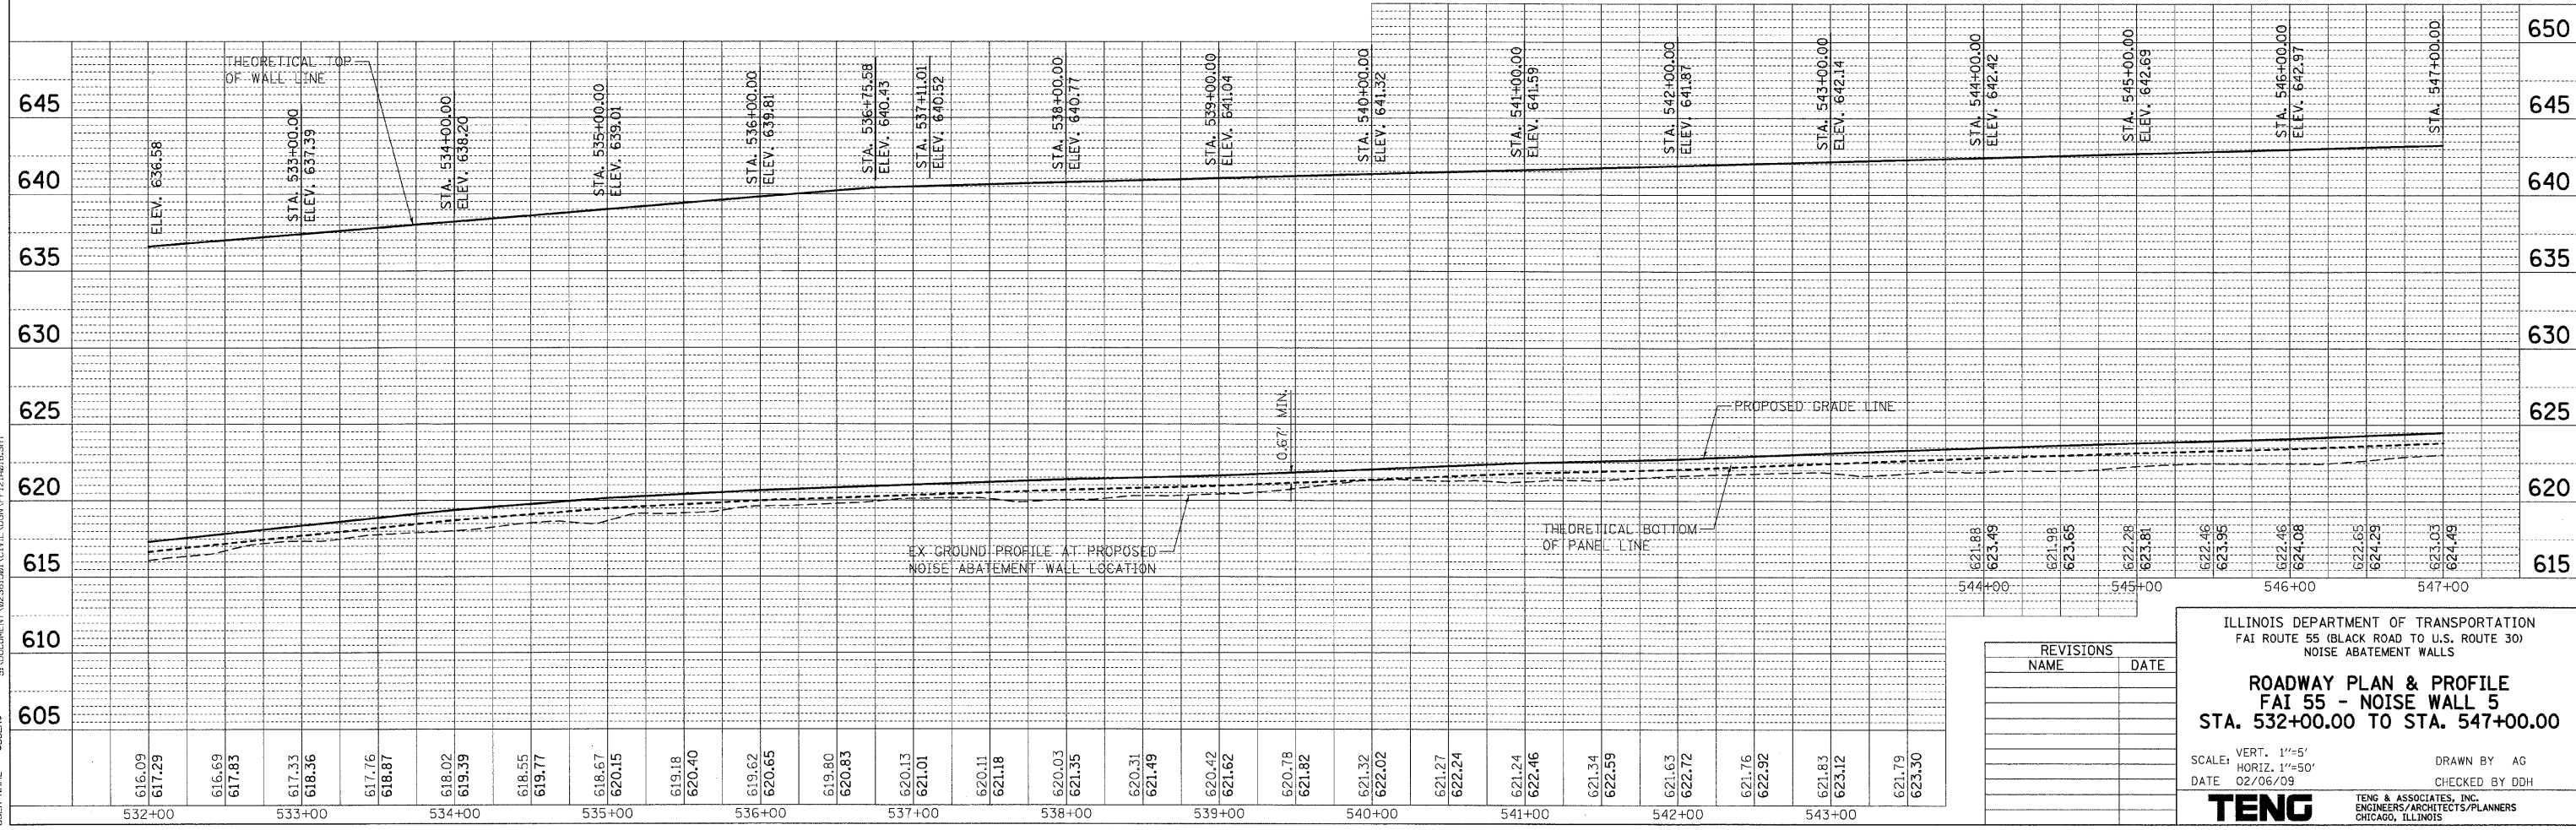 650
645
640
635
630
625
620
615
610
605
THEORETICAL TOP
OF WALL LINE
ELEV. 636.58
STA. 533+00.00
ELEV. 637.39
STA. 534+00.00
ELEV. 638.20
STA. 535+00.00
ELEV. 639.01
STA. 536+00.00
ELEV. 639.81
STA. 536+75.58
ELEV. 640.43
STA. 537+11.01
ELEV. 640.52
STA. 538+00.00
ELEV. 640.77
STA. 539+00.00
ELEV. 641.04
STA. 540+00.00
ELEV. 641.32
STA. 541+00.00
ELEV. 641.59
STA. 542+00.00
ELEV. 641.87
STA. 543+00.00
ELEV. 642.14
STA. 544+00.00
ELEV. 642.42
STA. 545+00.00
ELEV. 642.69
STA. 546+00.00
ELEV. 642.97
STA. 547+00.00
645
640
635
630
625
620
615
0.67' MIN.
PROPOSED GRADE LINE
EX GROUND PROFILE AT PROPOSED
NOISE ABATEMENT WALL LOCATION
THEORETICAL BOTTOM
OF PANEL LINE
621.88
623.49
621.98
623.65
622.28
623.81
622.46
623.95
622.46
624.08
622.65
624.29
623.03
624.49
544+00
545+00
546+00
547+00
616.09
617.29
616.69
617.83
617.33
618.36
617.76
618.87
618.02
619.39
618.55
619.77
618.67
620.15
619.18
620.40
619.62
620.65
619.80
620.83
620.13
621.01
620.11
621.18
620.03
621.35
620.31
621.49
620.42
621.62
620.78
621.82
621.32
622.02
621.27
622.24
621.24
622.46
621.34
622.59
621.63
622.72
621.76
622.92
621.83
623.12
621.79
623.30
532+00
533+00
534+00
535+00
536+00
537+00
538+00
539+00
540+00
541+00
542+00
543+00
REVISIONS
NAME
DATE
ILLINOIS DEPARTMENT OF TRANSPORTATION
FAI ROUTE 55 (BLACK ROAD TO U.S. ROUTE 30)
NOISE ABATEMENT WALLS
ROADWAY PLAN & PROFILE
FAI 55 - NOISE WALL 5
STA. 532+00.00 TO STA. 547+00.00
SCALE: VERT. 1"=5'
HORIZ. 1"=50'
DATE 02/06/09
DRAWN BY AG
CHECKED BY DDH
TENG
TENG & ASSOCIATES, INC.
ENGINEERS/ARCHITECTS/PLANNERS
CHICAGO, ILLINOIS